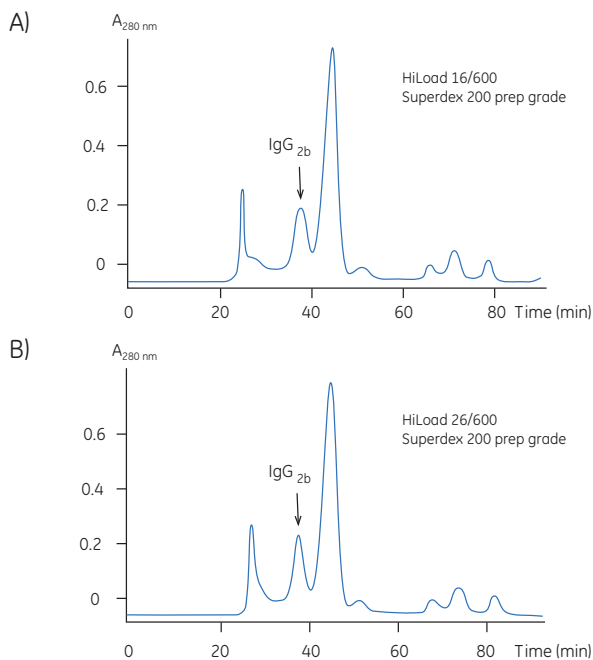 A)
A280 nm
0.6
HiLoad 16/600
Superdex 200 prep grade
0.4
IgG 2b
0.2
0
0 20 40 60 80 Time (min)
B)
A280 nm
0.6
HiLoad 26/600
Superdex 200 prep grade
0.4
IgG 2b
0.2
0
0 20 40 60 80 Time (min)